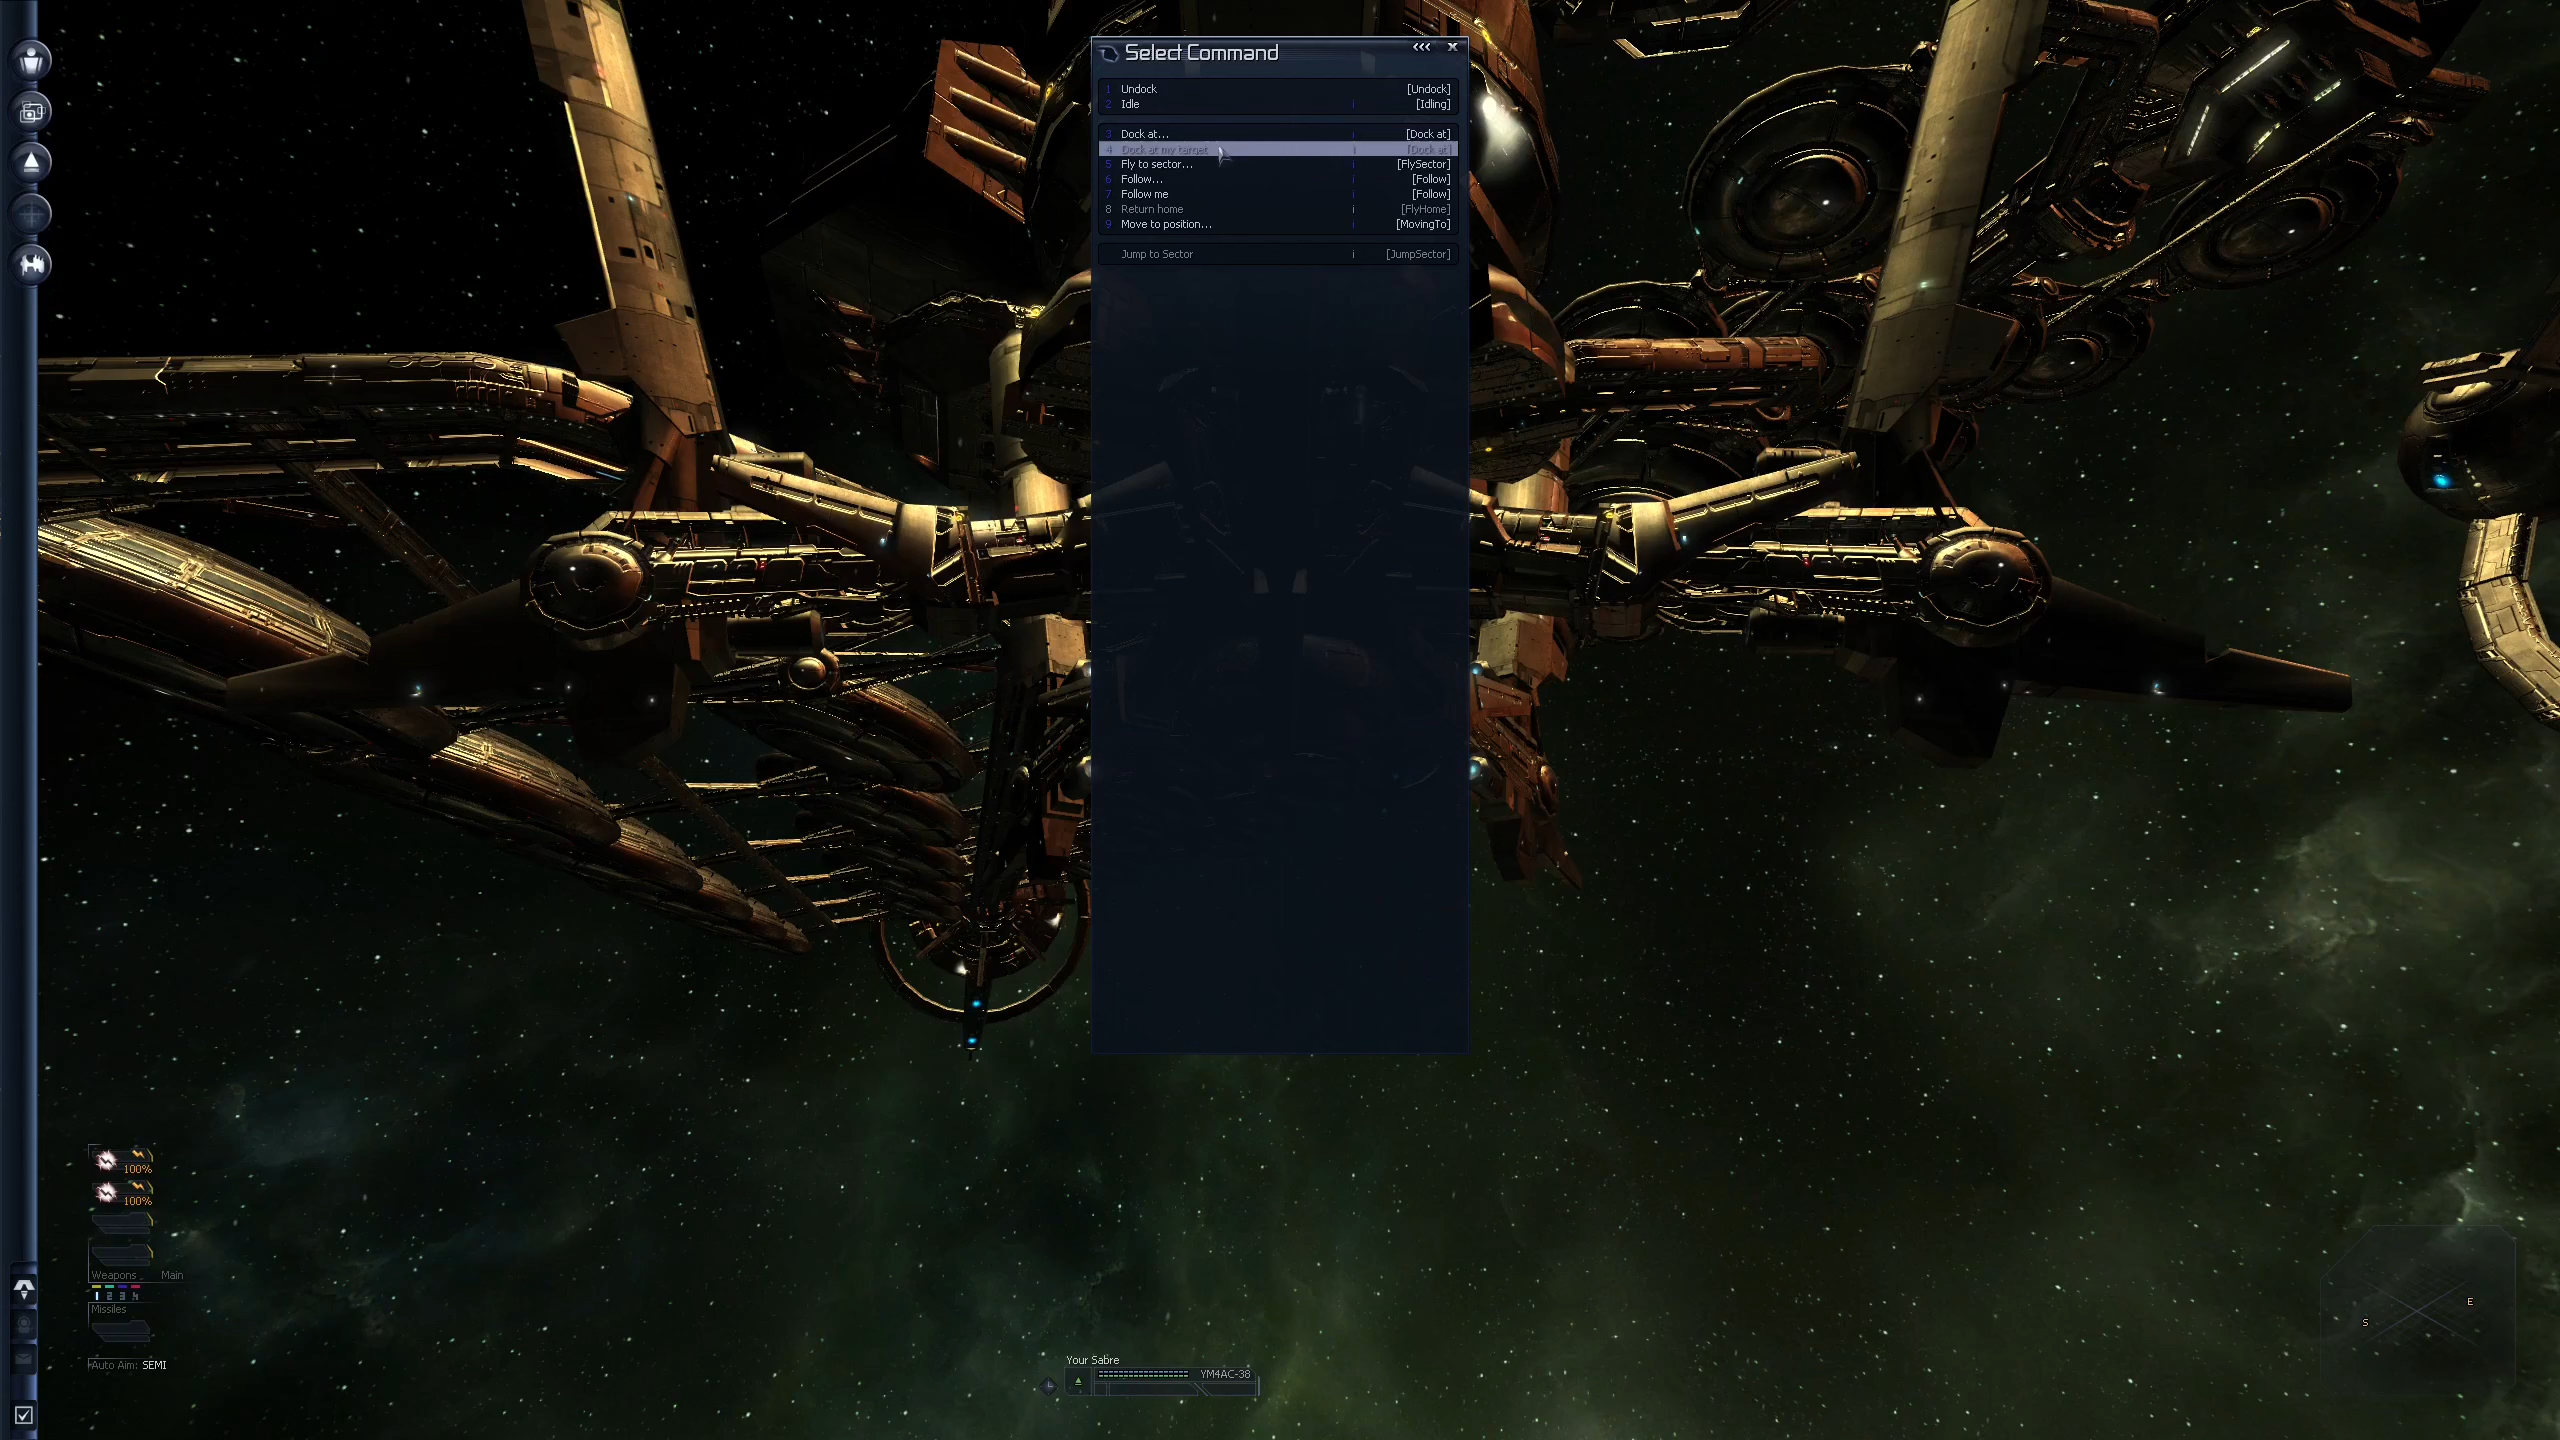 Select Command
1 Undock [Undock]
2 Idle i [Idling]
3 Dock at... i [Dock at]
4 Dock at my target i [Dock at]
5 Fly to sector... i [FlySector]
6 Follow... i [Follow]
7 Follow me i [Follow]
8 Return home i [FlyHome]
9 Move to position... i [MovingTo]
Jump to Sector i [JumpSector]
100%
100%
Weapons Main
1 2 3 4
Missiles
Auto Aim: SEMI
Your Sabre
YM4AC-38
E
S